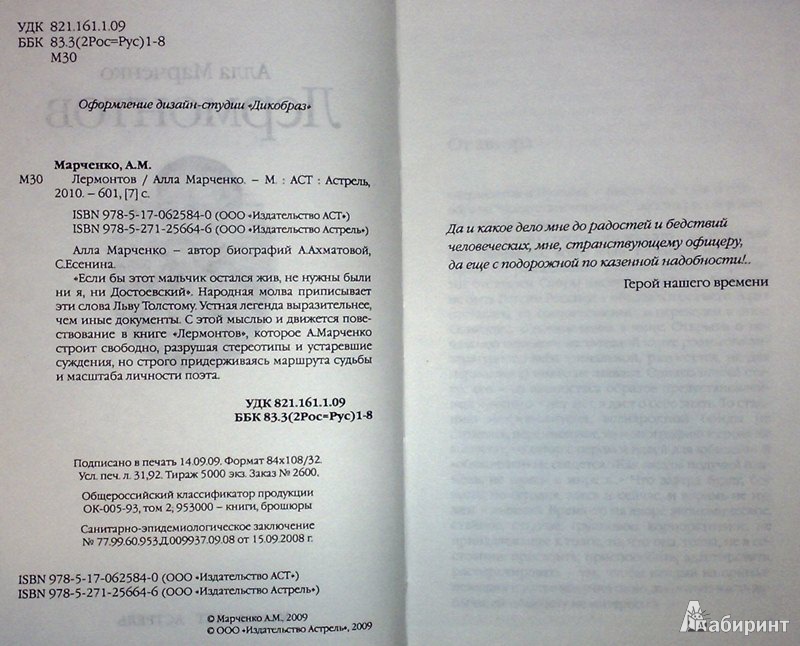 УДК 821.161.1.09
ББК 83.3(2Рос=Рус)1-8
М30
Оформление дизайн-студии «Дикобраз»
Марченко, А.М.
М30 Лермонтов / Алла Марченко. – М. : АСТ : Астрель,
2010. – 601, [7] с.
ISBN 978-5-17-062584-0 (ООО «Издательство АСТ»)
ISBN 978-5-271-25664-6 (ООО «Издательство Астрель»)
Алла Марченко – автор биографий А.Ахматовой,
С.Есенина.
«Если бы этот мальчик остался жив, не нужны были
ни я, ни Достоевский». Народная молва приписывает
эти слова Льву Толстому. Устная легенда выразительнее,
чем иные документы. С этой мыслью и движется пове-
ствование в книге «Лермонтов», которое А.Марченко
строит свободно, разрушая стереотипы и устаревшие
суждения, но строго придерживаясь маршрута судьбы
и масштаба личности поэта.
УДК 821.161.1.09
ББК 83.3(2Рос=Рус)1-8
Подписано в печать 14.09.09. Формат 84х108/32.
Усл. печ. л. 31,92. Тираж 5000 экз. Заказ № 2600.
Общероссийский классификатор продукции
ОК-005-93, том 2; 953000 – книги, брошюры
Санитарно-эпидемиологическое заключение
№ 77.99.60.953.Д.009937.09.08 от 15.09.2008 г.
ISBN 978-5-17-062584-0 (ООО «Издательство АСТ»)
ISBN 978-5-271-25664-6 (ООО «Издательство Астрель»)
© Марченко А.М., 2009
© ООО «Издательство Астрель», 2009
Да и какое дело мне до радостей и бедствий
человеческих, мне, странствующему офицеру,
да еще с подорожной по казенной надобности!..
Герой нашего времени
Лабиринт